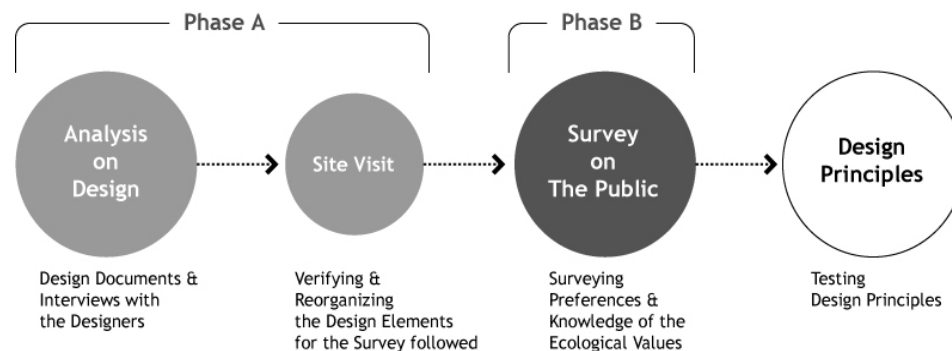 Phase A
Phase B
Analysis
on
Design
Site Visit
Survey
on
The Public
Design
Principles
Design Documents &
Interviews with
the Designers
Verifying &
Reorganizing
the Design Elements
for the Survey followed
Surveying
Preferences &
Knowledge of the
Ecological Values
Testing
Design Principles